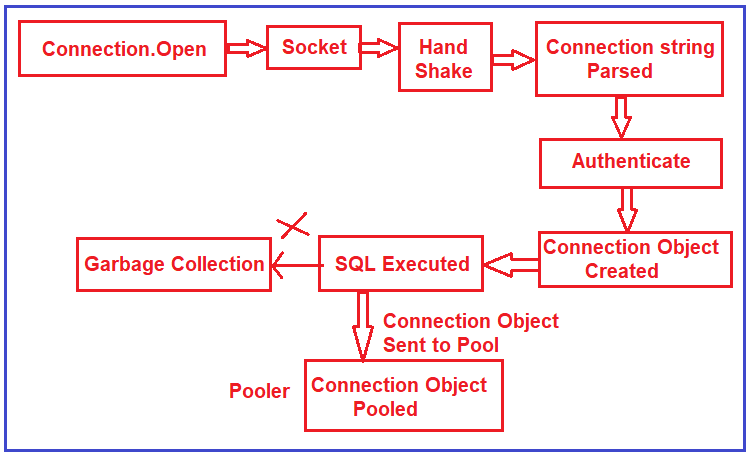 Connection.Open
Socket
Hand
Shake
Connection string
Parsed
Authenticate
Connection Object
Created
SQL Executed
Garbage Collection
Connection Object
Sent to Pool
Pooler
Connection Object
Pooled